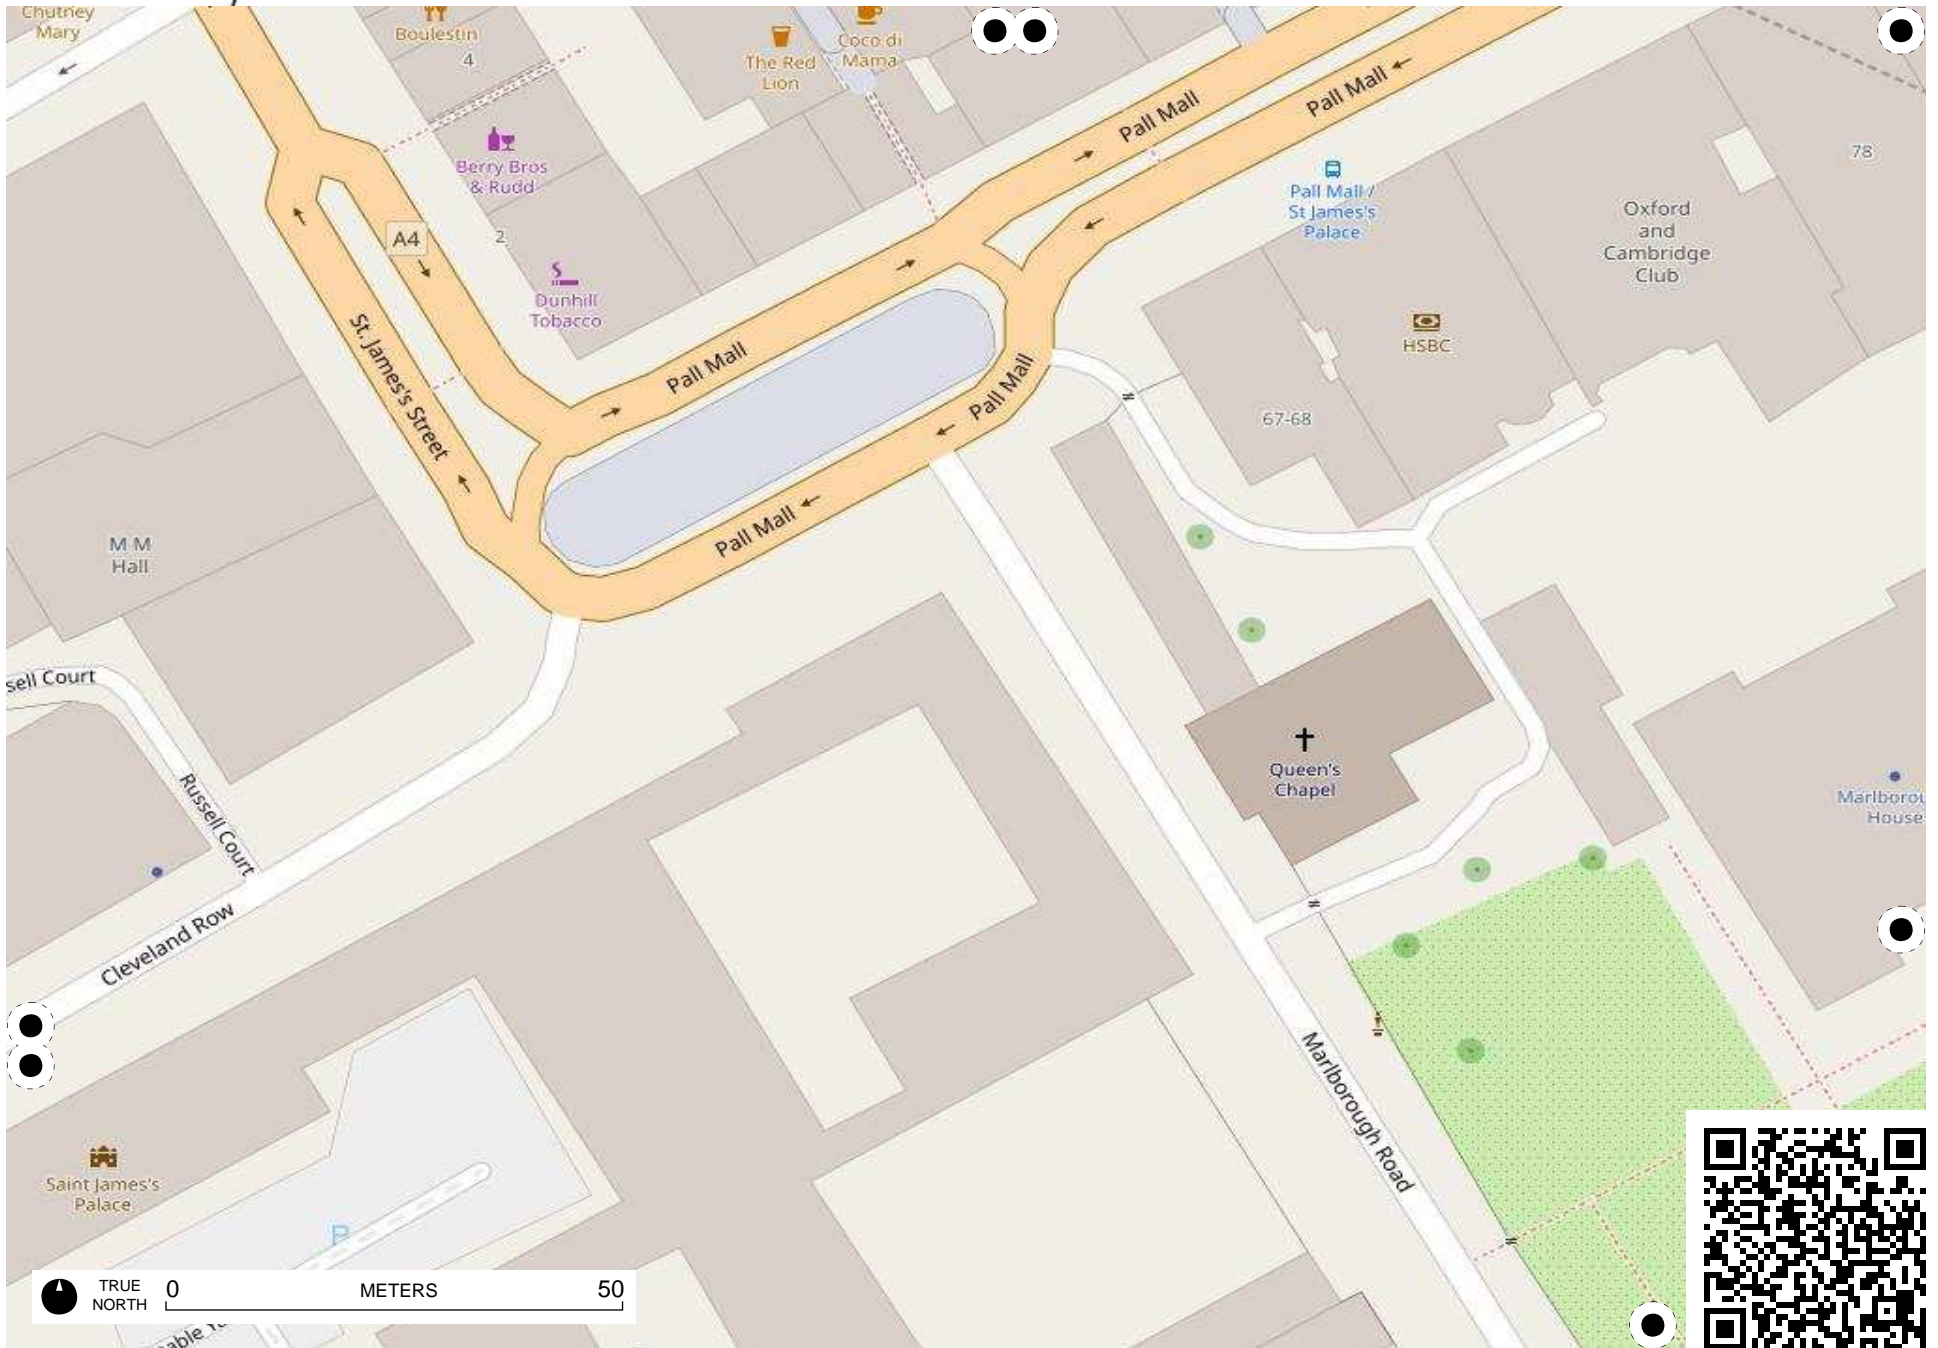 Chutney
Mary
Boulestin
4
The Red
Lion
Coco di
Mama
Pall Mall
Pall Mall
Berry Bros
& Rudd
78
Pall Mall /
St James's
Palace
Oxford
and
Cambridge
Club
A4
2
Dunhill
Tobacco
HSBC
St. James's Street
Pall Mall
Pall Mall
67-68
Pall Mall
M M
Hall
sell Court
Russell Court
Queen's
Chapel
Marlborou
House
Cleveland Row
Marlborough Road
Saint James's
Palace
P
TRUE
NORTH
0 METERS 50